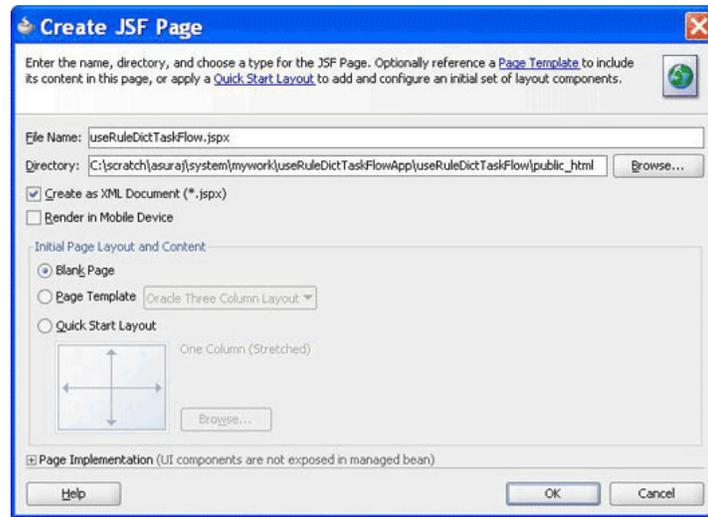 Create JSF Page
Enter the name, directory, and choose a type for the JSF Page. Optionally reference a Page Template to include
its content in this page, or apply a Quick Start Layout to add and configure an initial set of layout components.
File Name: useRuleDictTaskFlow.jspx
Directory: C:\scratch\asuraj\system\mywork\useRuleDictTaskFlowApp\useRuleDictTaskFlow\public_html Browse...
Create as XML Document (*.jspx)
Render in Mobile Device
Initial Page Layout and Content
Blank Page
Page Template Oracle Three Column Layout
Quick Start Layout
One Column (Stretched)
Browse...
Page Implementation (UI components are not exposed in managed bean)
Help OK Cancel